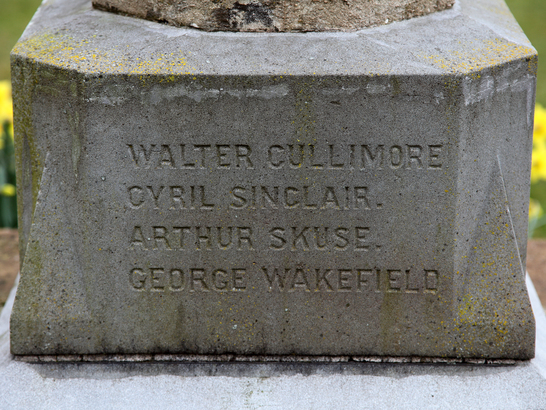 WALTER CULLIMORE
CYRIL SINCLAIR.
ARTHUR SKUSE.
GEORGE WAKEFIELD